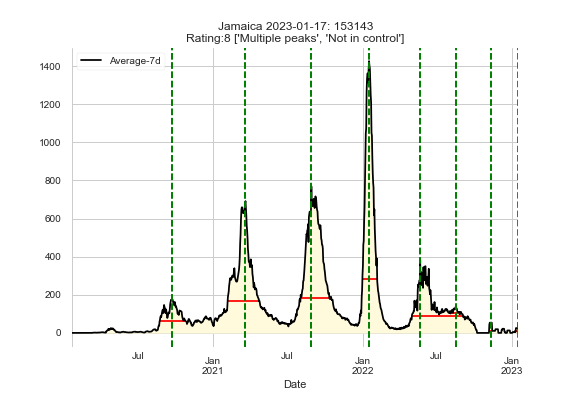 Jamaica 2023-01-17: 153143
Rating:8 ['Multiple peaks', 'Not in control']
Average-7d
1400
1200
1000
800
600
400
200
0
Jul
Jan
2021
Jul
Jan
2022
Jul
Jan
2023
Date